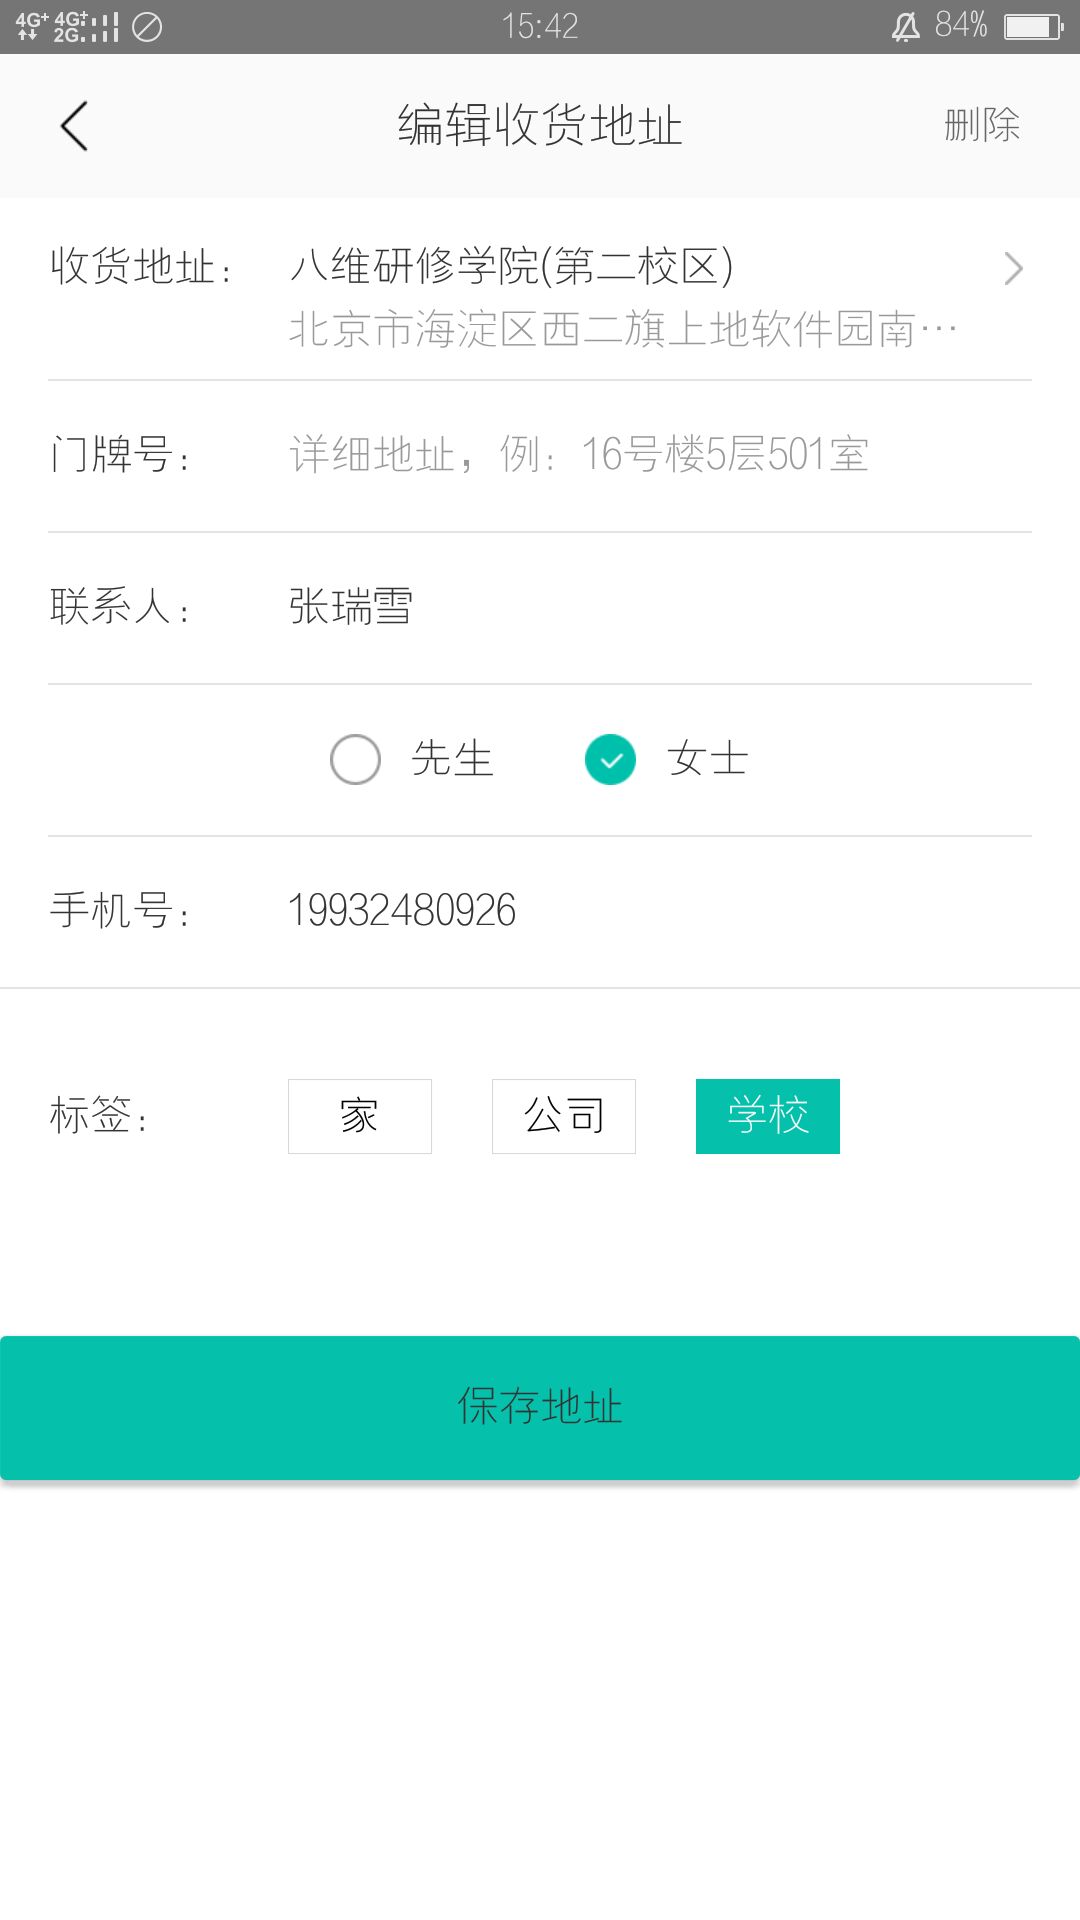 4G+ 4G+ 2G 15:42 84%
编辑收货地址 删除
收货地址： 八维研修学院(第二校区)
北京市海淀区西二旗上地软件园南…
门牌号： 详细地址，例：16号楼5层501室
联系人： 张瑞雪
先生 女士
手机号： 19932480926
标签： 家 公司 学校
保存地址